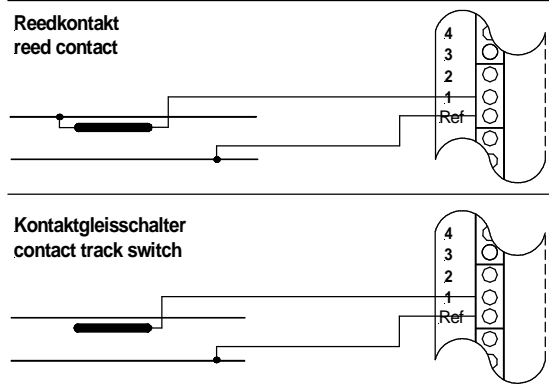 Reedkontakt
reed contact
4
3
2
1
Ref
Kontaktgleisschalter
contact track switch
4
3
2
1
Ref